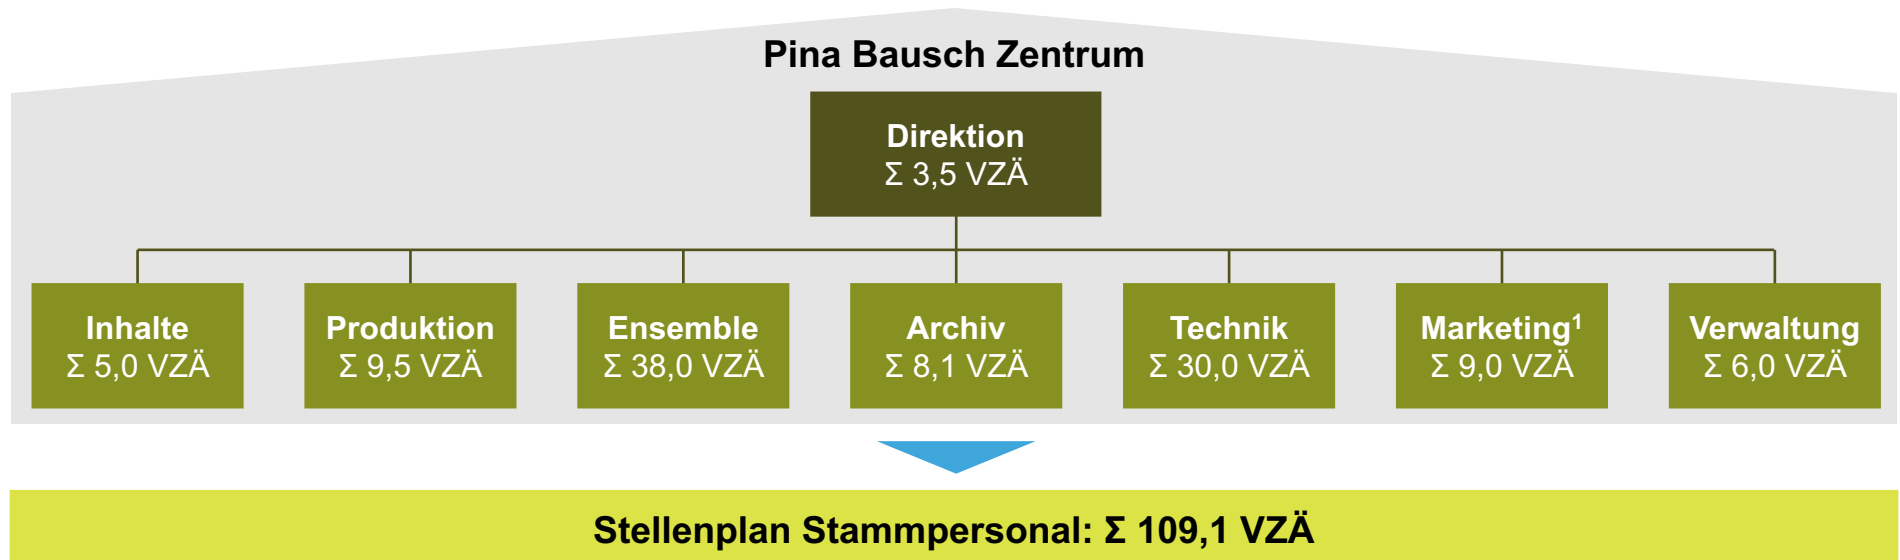 Pina Bausch Zentrum
Direktion
Σ 3,5 VZÄ
Inhalte
Σ 5,0 VZÄ
Produktion
Σ 9,5 VZÄ
Ensemble
Σ 38,0 VZÄ
Archiv
Σ 8,1 VZÄ
Technik
Σ 30,0 VZÄ
Marketing¹
Σ 9,0 VZÄ
Verwaltung
Σ 6,0 VZÄ
Stellenplan Stammpersonal: Σ 109,1 VZÄ